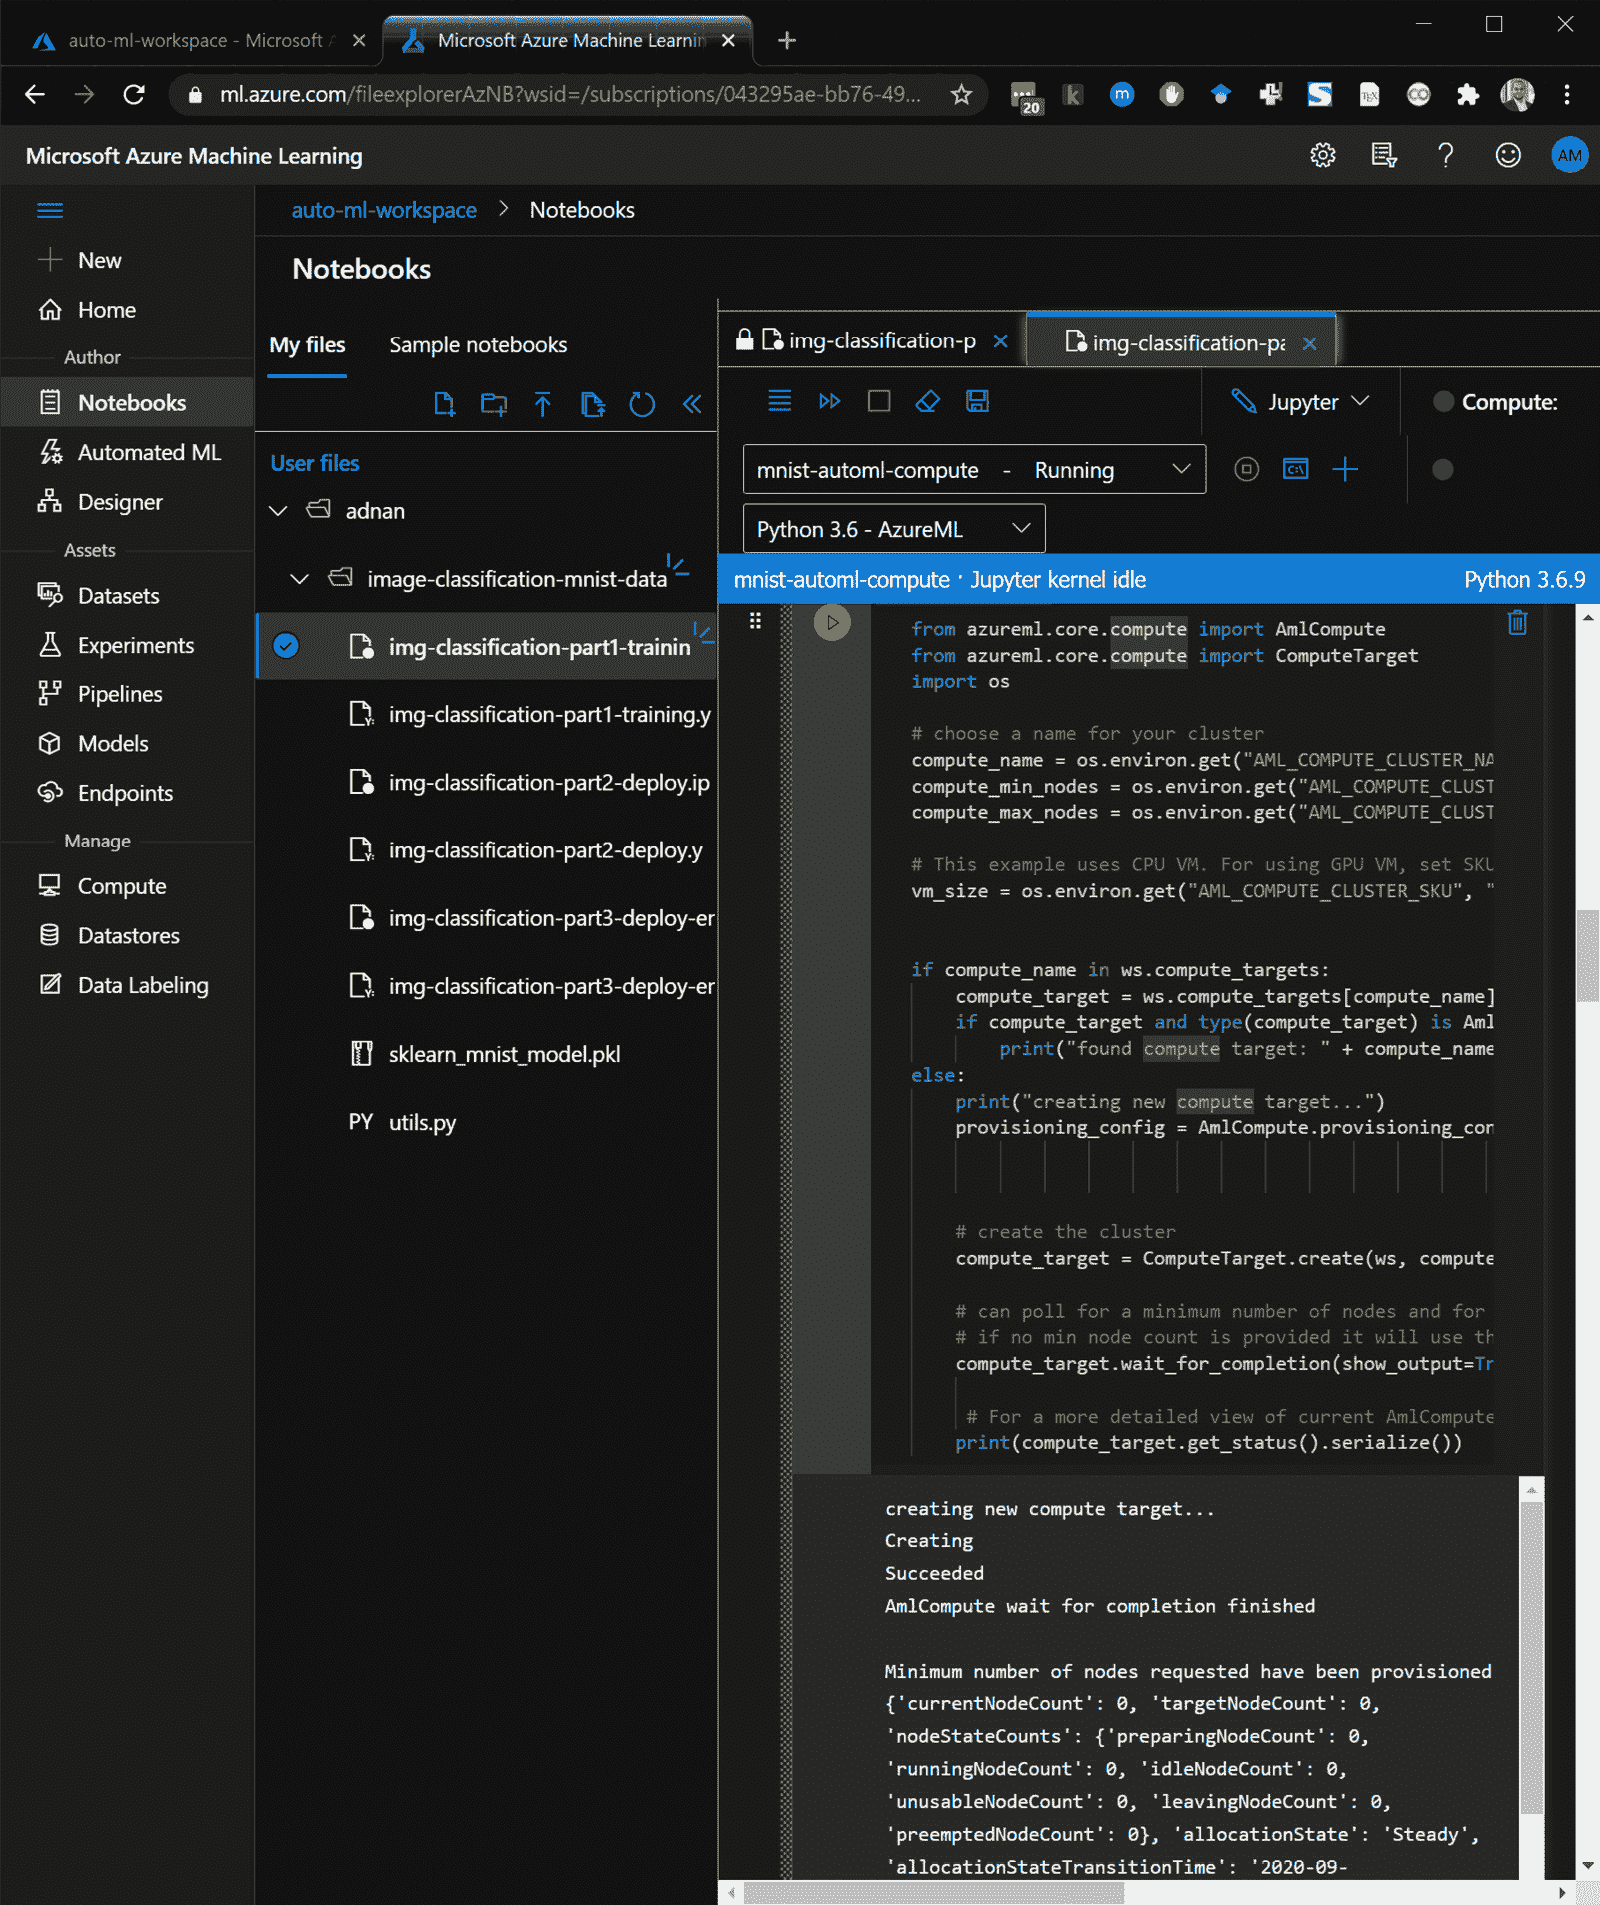 auto-ml-workspace - Microsoft
Microsoft Azure Machine Learnin
ml.azure.com/fileexplorerAzNB?wsid=/subscriptions/043295ae-bb76-49...
20
k
m
Microsoft Azure Machine Learning
?
AM
auto-ml-workspace > Notebooks
New
Home
Author
Notebooks
Automated ML
Designer
Assets
Datasets
Experiments
Pipelines
Models
Endpoints
Manage
Compute
Datastores
Data Labeling
Notebooks
My files
Sample notebooks
User files
adnan
image-classification-mnist-data
img-classification-part1-trainin
img-classification-part1-training.y
img-classification-part2-deploy.ip
img-classification-part2-deploy.y
img-classification-part3-deploy-er
img-classification-part3-deploy-er
sklearn_mnist_model.pkl
PY utils.py
img-classification-p
img-classification-pa
Jupyter
Compute:
mnist-automl-compute - Running
Python 3.6 - AzureML
mnist-automl-compute · Jupyter kernel idle
Python 3.6.9
from azureml.core.compute import AmlCompute
from azureml.core.compute import ComputeTarget
import os
# choose a name for your cluster
compute_name = os.environ.get("AML_COMPUTE_CLUSTER_NA
compute_min_nodes = os.environ.get("AML_COMPUTE_CLUST
compute_max_nodes = os.environ.get("AML_COMPUTE_CLUST
# This example uses CPU VM. For using GPU VM, set SKU
vm_size = os.environ.get("AML_COMPUTE_CLUSTER_SKU", "
if compute_name in ws.compute_targets:
compute_target = ws.compute_targets[compute_name]
if compute_target and type(compute_target) is Aml
print("found compute target: " + compute_name
else:
print("creating new compute target...")
provisioning_config = AmlCompute.provisioning_con
# create the cluster
compute_target = ComputeTarget.create(ws, compute
# can poll for a minimum number of nodes and for
# if no min node count is provided it will use th
compute_target.wait_for_completion(show_output=Tr
# For a more detailed view of current AmlCompute
print(compute_target.get_status().serialize())
creating new compute target...
Creating
Succeeded
AmlCompute wait for completion finished
Minimum number of nodes requested have been provisioned
{'currentNodeCount': 0, 'targetNodeCount': 0,
'nodeStateCounts': {'preparingNodeCount': 0,
'runningNodeCount': 0, 'idleNodeCount': 0,
'unusableNodeCount': 0, 'leavingNodeCount': 0,
'preemptedNodeCount': 0}, 'allocationState': 'Steady',
'allocationStateTransitionTime': '2020-09-